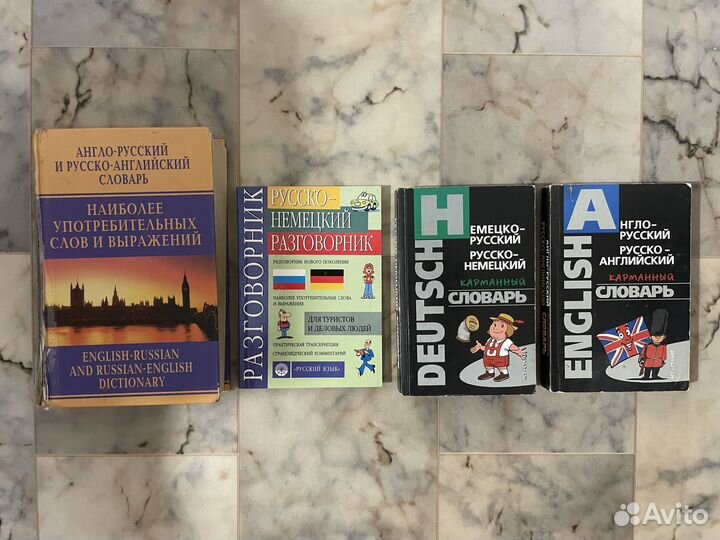 АНГЛО-РУССКИЙ
И РУССКО-АНГЛИЙСКИЙ
СЛОВАРЬ
НАИБОЛЕЕ
УПОТРЕБИТЕЛЬНЫХ
СЛОВ И ВЫРАЖЕНИЙ
ENGLISH-RUSSIAN
AND RUSSIAN-ENGLISH
DICTIONARY
РАЗГОВОРНИК
РУССКО-
НЕМЕЦКИЙ
РАЗГОВОРНИК
РАЗГОВОРНИК НОВОГО ПОКОЛЕНИЯ
НАИБОЛЕЕ УПОТРЕБИТЕЛЬНЫЕ СЛОВА
И ВЫРАЖЕНИЯ
ДЛЯ ТУРИСТОВ
И ДЕЛОВЫХ ЛЮДЕЙ
ПРАКТИЧЕСКАЯ ТРАНСКРИПЦИЯ
СТРАНОВЕДЧЕСКИЙ КОММЕНТАРИЙ
«РУССКИЙ ЯЗЫК»
DEUTSCH
НЕМЕЦКО-
РУССКИЙ
РУССКО-
НЕМЕЦКИЙ
КАРМАННЫЙ
СЛОВАРЬ
ENGLISH
АНГЛО-
РУССКИЙ
РУССКО-
АНГЛИЙСКИЙ
КАРМАННЫЙ
СЛОВАРЬ
Avito